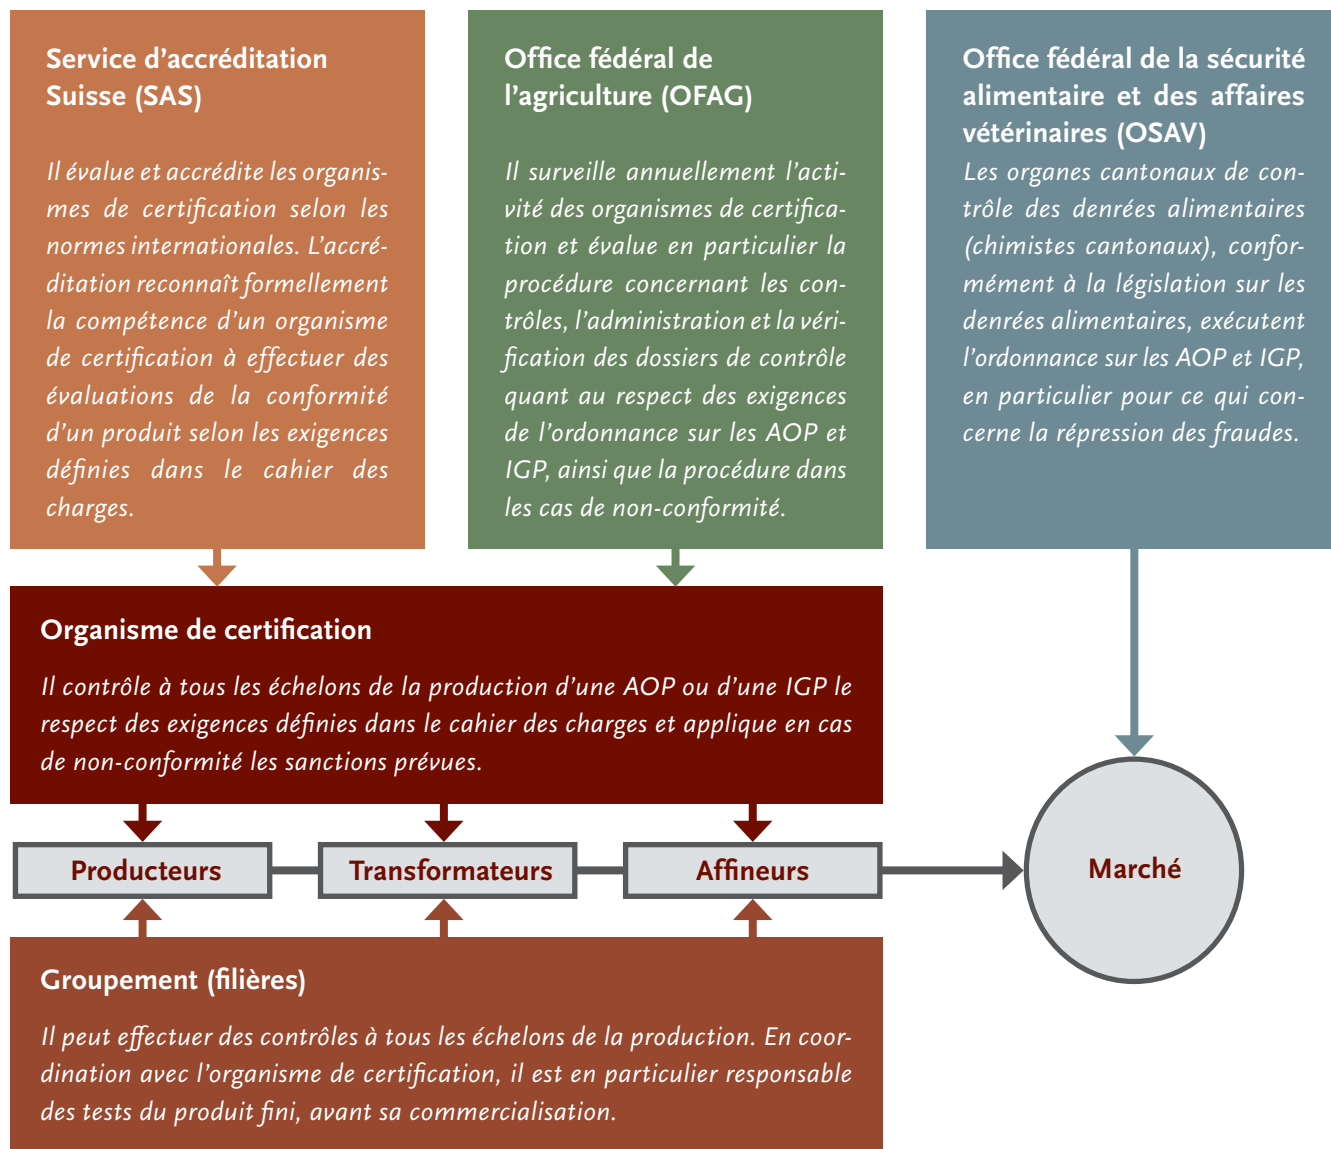 Service d’accréditation
Suisse (SAS)
Il évalue et accrédite les organis-
mes de certification selon les
normes internationales. L’accré-
ditation reconnaît formellement
la compétence d’un organisme
de certification à effectuer des
évaluations de la conformité
d’un produit selon les exigences
définies dans le cahier des
charges.
Office fédéral de
l’agriculture (OFAG)
Il surveille annuellement l’acti-
vité des organismes de certifica-
tion et évalue en particulier la
procédure concernant les con-
trôles, l’administration et la véri-
fication des dossiers de contrôle
quant au respect des exigences
de l’ordonnance sur les AOP et
IGP, ainsi que la procédure dans
les cas de non-conformité.
Office fédéral de la sécurité
alimentaire et des affaires
vétérinaires (OSAV)
Les organes cantonaux de con-
trôle des denrées alimentaires
(chimistes cantonaux), confor-
mément à la législation sur les
denrées alimentaires, exécutent
l’ordonnance sur les AOP et IGP,
en particulier pour ce qui con-
cerne la répression des fraudes.
Organisme de certification
Il contrôle à tous les échelons de la production d’une AOP ou d’une IGP le
respect des exigences définies dans le cahier des charges et applique en cas
de non-conformité les sanctions prévues.
Producteurs
Transformateurs
Affineurs
Marché
Groupement (filières)
Il peut effectuer des contrôles à tous les échelons de la production. En coor-
dination avec l’organisme de certification, il est en particulier responsable
des tests du produit fini, avant sa commercialisation.